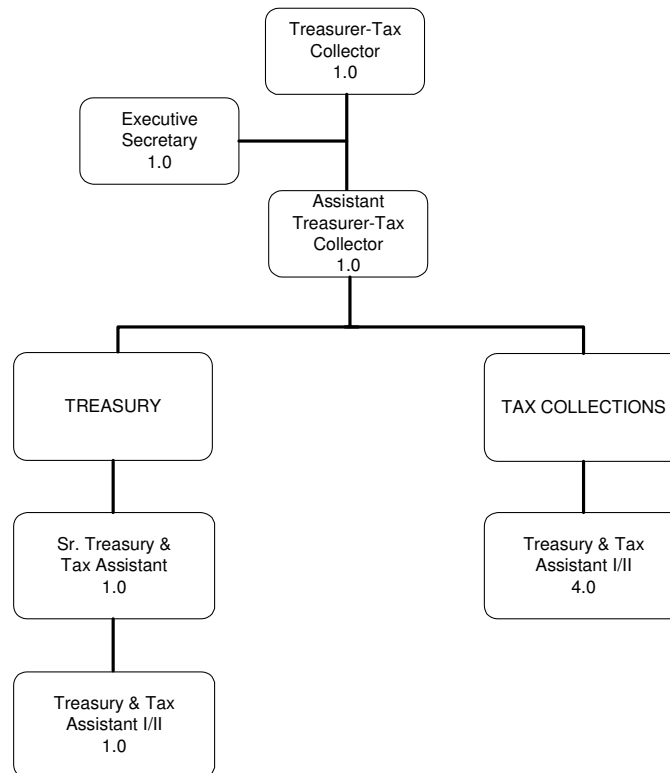 Treasurer-Tax
Collector
1.0
Executive
Secretary
1.0
Assistant
Treasurer-Tax
Collector
1.0
TREASURY
TAX COLLECTIONS
Sr. Treasury &
Tax Assistant
1.0
Treasury & Tax
Assistant I/II
4.0
Treasury & Tax
Assistant I/II
1.0